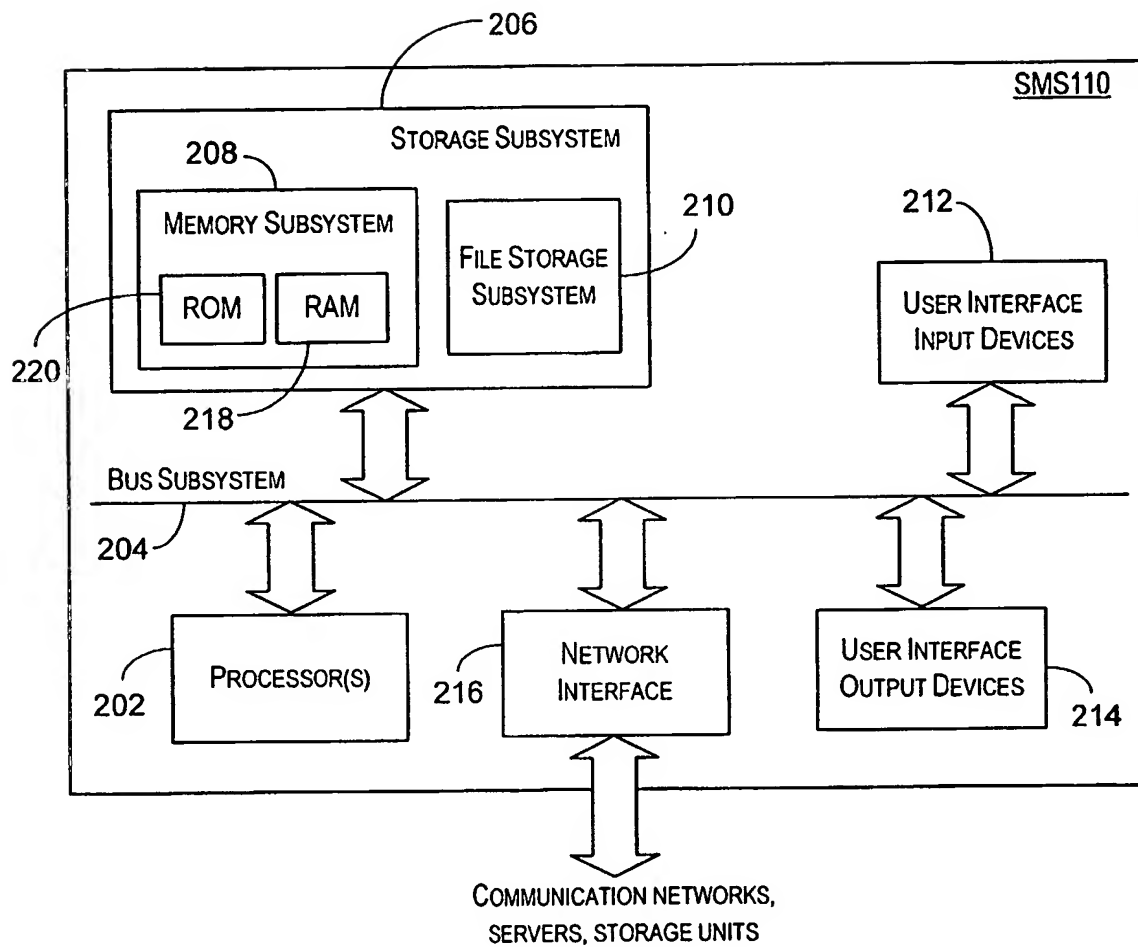 206
SMS110
STORAGE SUBSYSTEM
208
MEMORY SUBSYSTEM
210
212
FILE STORAGE
SUBSYSTEM
ROM
RAM
USER INTERFACE
INPUT DEVICES
220
218
BUS SUBSYSTEM
204
PROCESSOR(S)
202
NETWORK
INTERFACE
216
USER INTERFACE
OUTPUT DEVICES
214
COMMUNICATION NETWORKS,
SERVERS, STORAGE UNITS